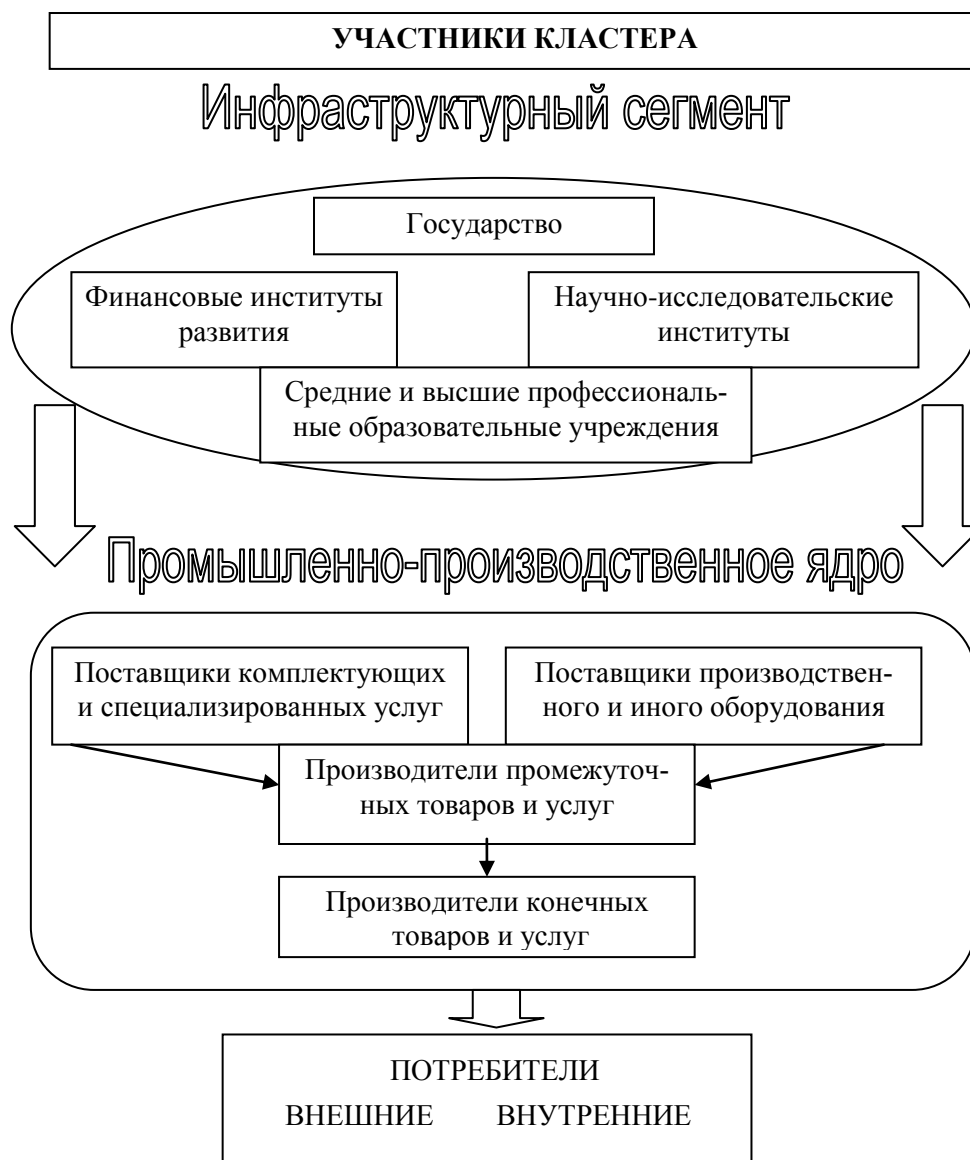 УЧАСТНИКИ КЛАСТЕРА
Инфраструктурный сегмент
Государство
Финансовые институты
развития
Научно-исследовательские
институты
Средние и высшие профессиональ-
ные образовательные учреждения
Промышленно-производственное ядро
Поставщики комплектующих
и специализированных услуг
Поставщики производствен-
ного и иного оборудования
Производители промежуточ-
ных товаров и услуг
Производители конечных
товаров и услуг
ПОТРЕБИТЕЛИ
ВНЕШНИЕ ВНУТРЕННИЕ